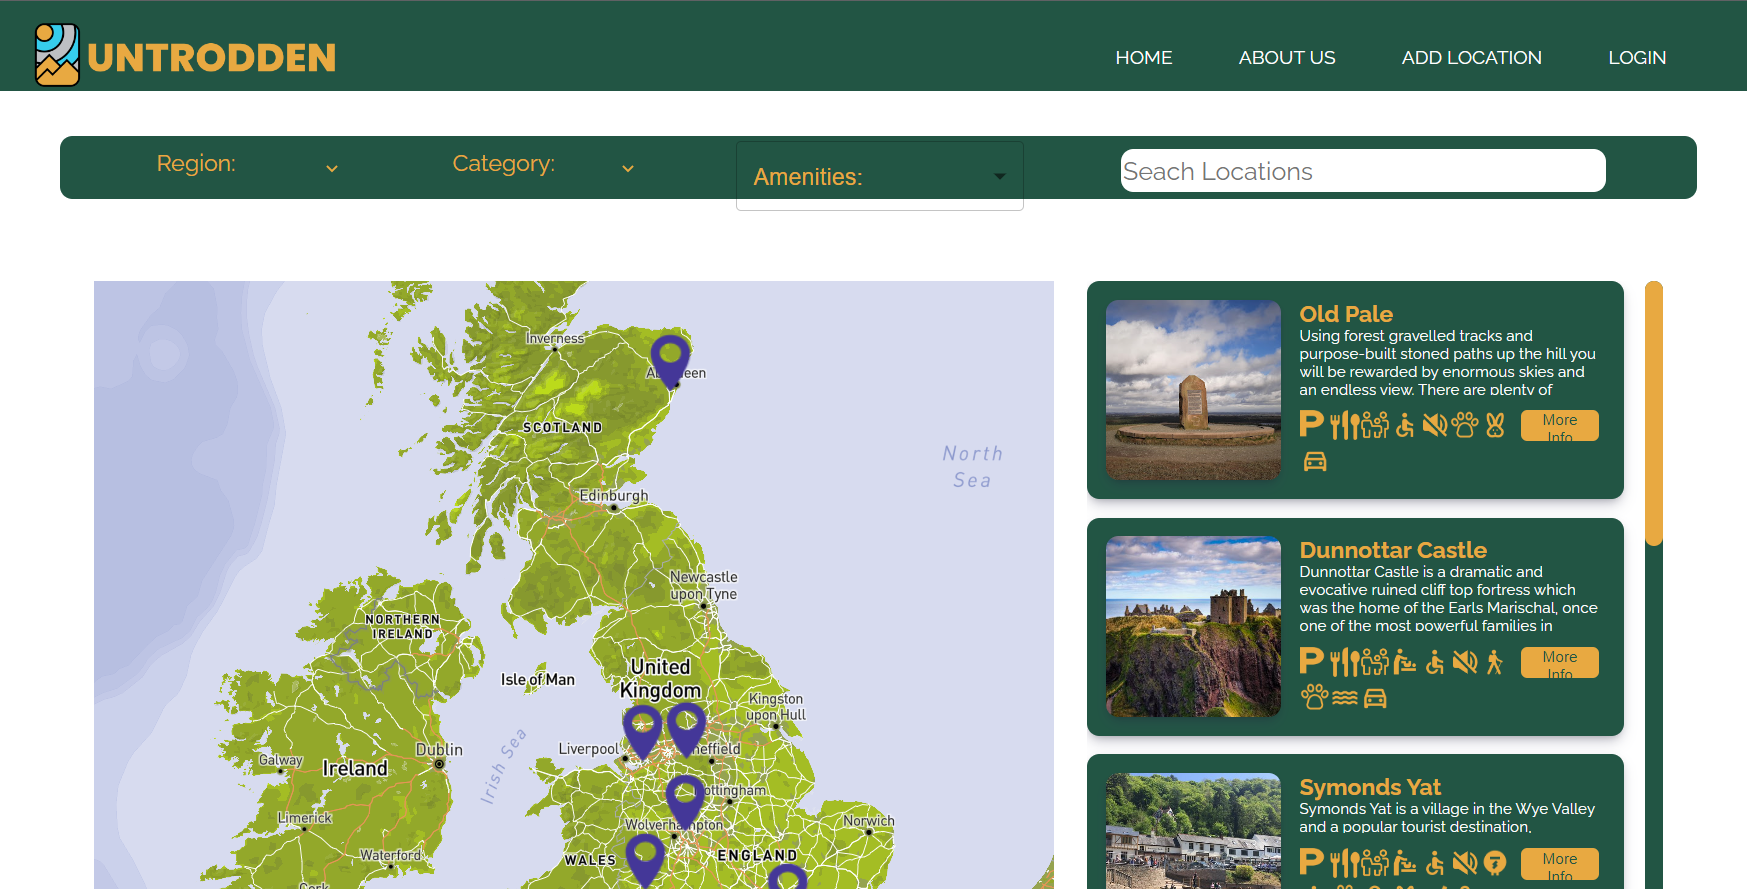 UNTRODDEN
HOME
ABOUT US
ADD LOCATION
LOGIN
Region:
Category:
Amenities:
Seach Locations
Inverness
SCOTLAND
North
Sea
Edinburgh
Newcastle
upon Tyne
NORTHERN
IRELAND
Isle of Man
United
Kingdom
Kingston
upon Hull
Liverpool
Dublin
Galway
Ireland
Irish Sea
Limerick
Norwich
Waterford
WALES
ENGLAND
Cork
Old Pale
Using forest gravelled tracks and
purpose-built stoned paths up the hill you
will be rewarded by enormous skies and
an endless view. There are plenty of
P
More
Info
Dunnottar Castle
Dunnottar Castle is a dramatic and
evocative ruined cliff top fortress which
was the home of the Earls Marischal, once
one of the most powerful families in
P
More
Info
Symonds Yat
Symonds Yat is a village in the Wye Valley
and a popular tourist destination,
P
More
Info